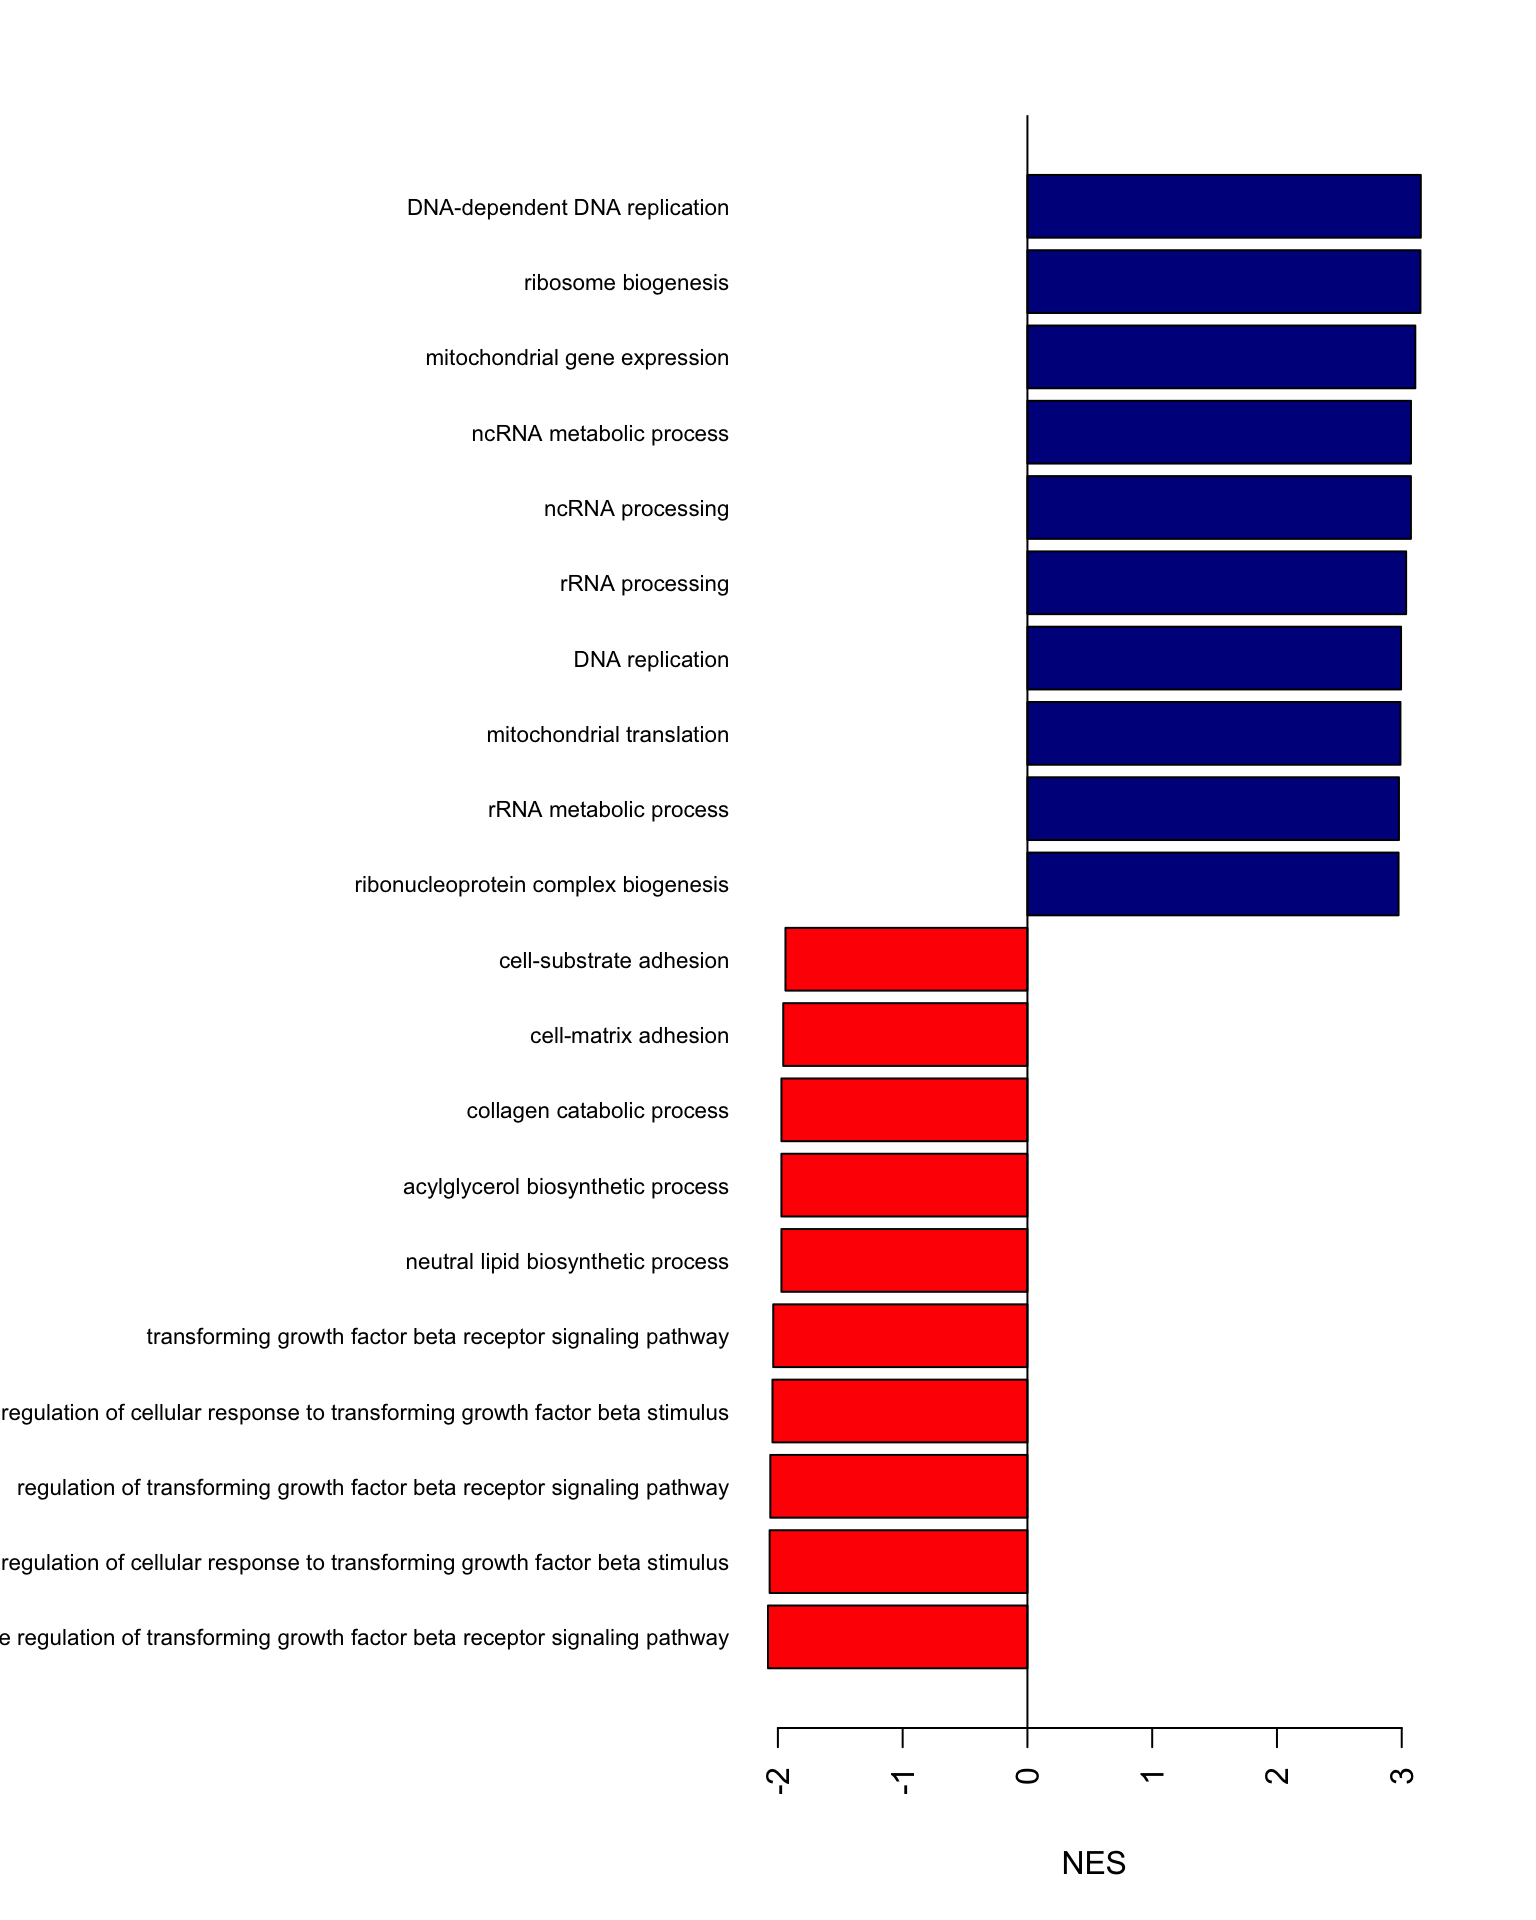 DNA-dependent DNA replication
ribosome biogenesis
mitochondrial gene expression
ncRNA metabolic process
ncRNA processing
rRNA processing
DNA replication
mitochondrial translation
rRNA metabolic process
ribonucleoprotein complex biogenesis
cell-substrate adhesion
cell-matrix adhesion
collagen catabolic process
acylglycerol biosynthetic process
neutral lipid biosynthetic process
transforming growth factor beta receptor signaling pathway
regulation of cellular response to transforming growth factor beta stimulus
regulation of transforming growth factor beta receptor signaling pathway
regulation of cellular response to transforming growth factor beta stimulus
e regulation of transforming growth factor beta receptor signaling pathway
-2 -1 0 1 2 3
NES